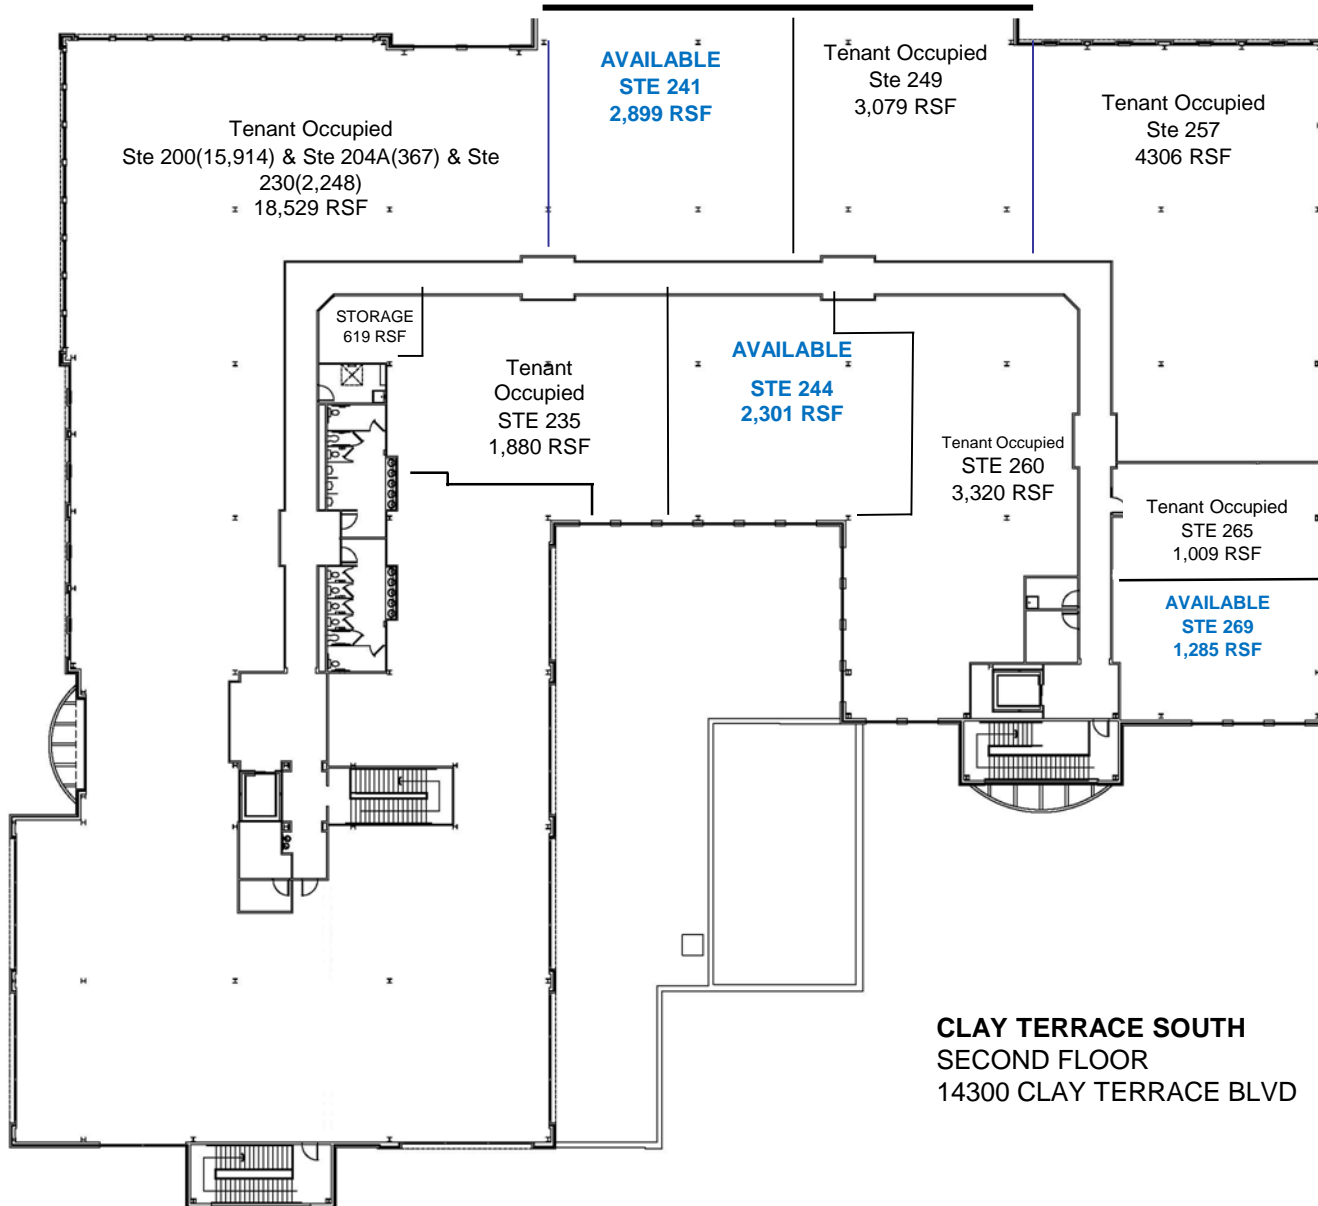 Tenant Occupied
Ste 200(15,914) & Ste 204A(367) & Ste
230(2,248)
18,529 RSF
AVAILABLE
STE 241
2,899 RSF
Tenant Occupied
Ste 249
3,079 RSF
Tenant Occupied
Ste 257
4306 RSF
STORAGE
619 RSF
Tenant
Occupied
STE 235
1,880 RSF
AVAILABLE
STE 244
2,301 RSF
Tenant Occupied
STE 260
3,320 RSF
Tenant Occupied
STE 265
1,009 RSF
AVAILABLE
STE 269
1,285 RSF
CLAY TERRACE SOUTH
SECOND FLOOR
14300 CLAY TERRACE BLVD